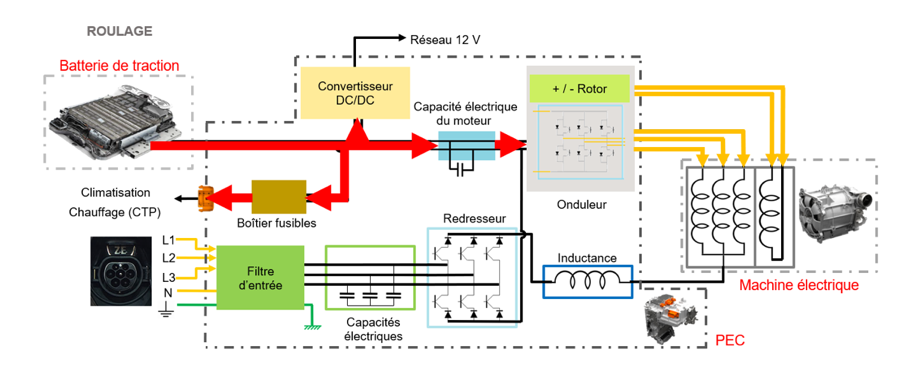 ROULAGE
Réseau 12 V
Batterie de traction
Convertisseur
DC/DC
Capacité électrique
du moteur
+ / - Rotor
Climatisation
Chauffage (CTP)
Boîtier fusibles
Onduleur
Redresseur
ZE
L1
L2
L3
N
Filtre
d'entrée
Inductance
Machine électrique
Capacités
électriques
PEC